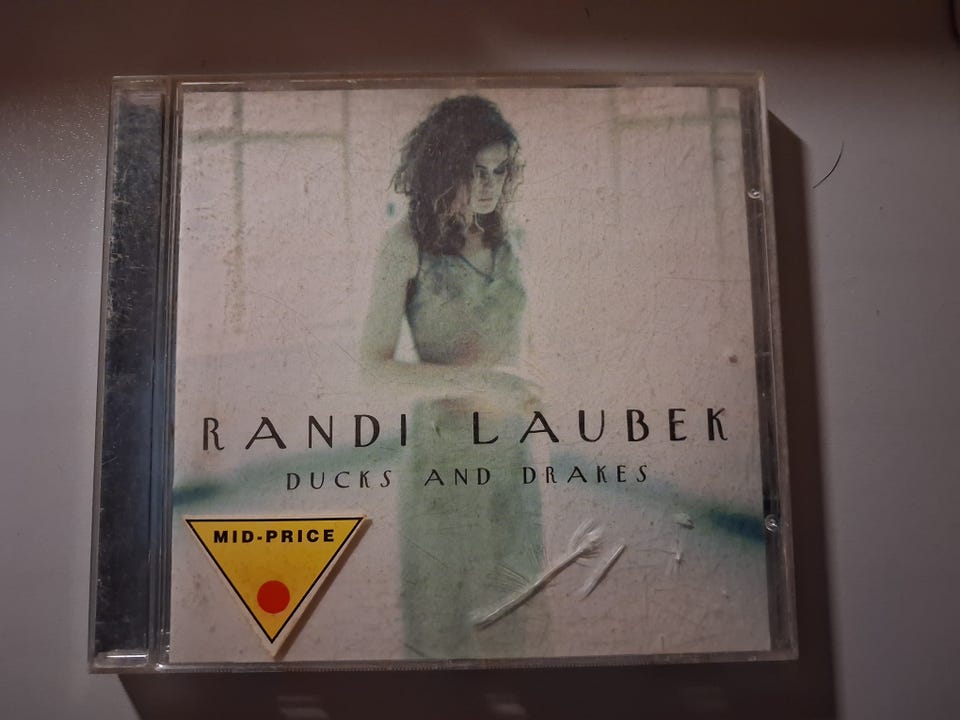 RANDI LAUBEK
DUCKS AND DRAKES
MID-PRICE